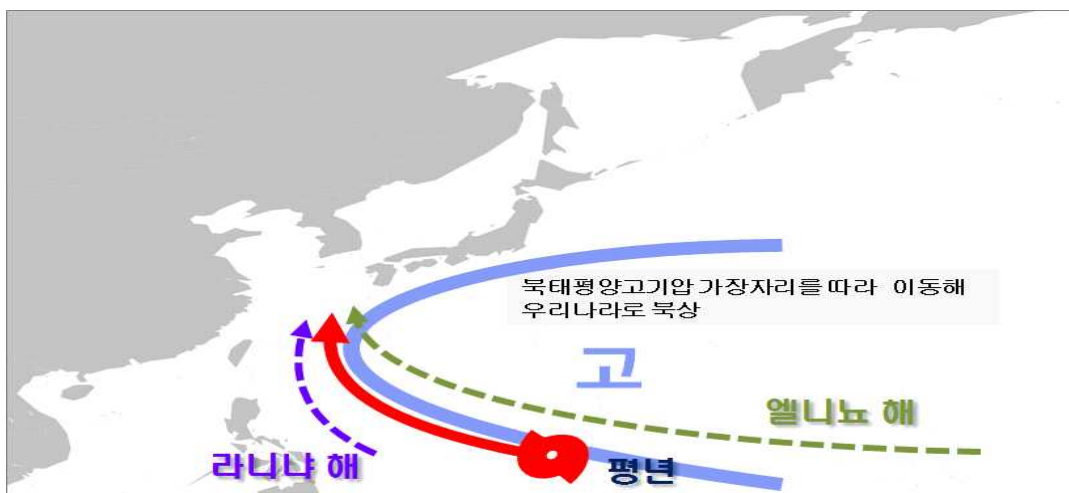 북태평양고기압 가장자리를 따라 이동해
우리나라로 북상
고
엘니뇨 해
라니냐 해
평년